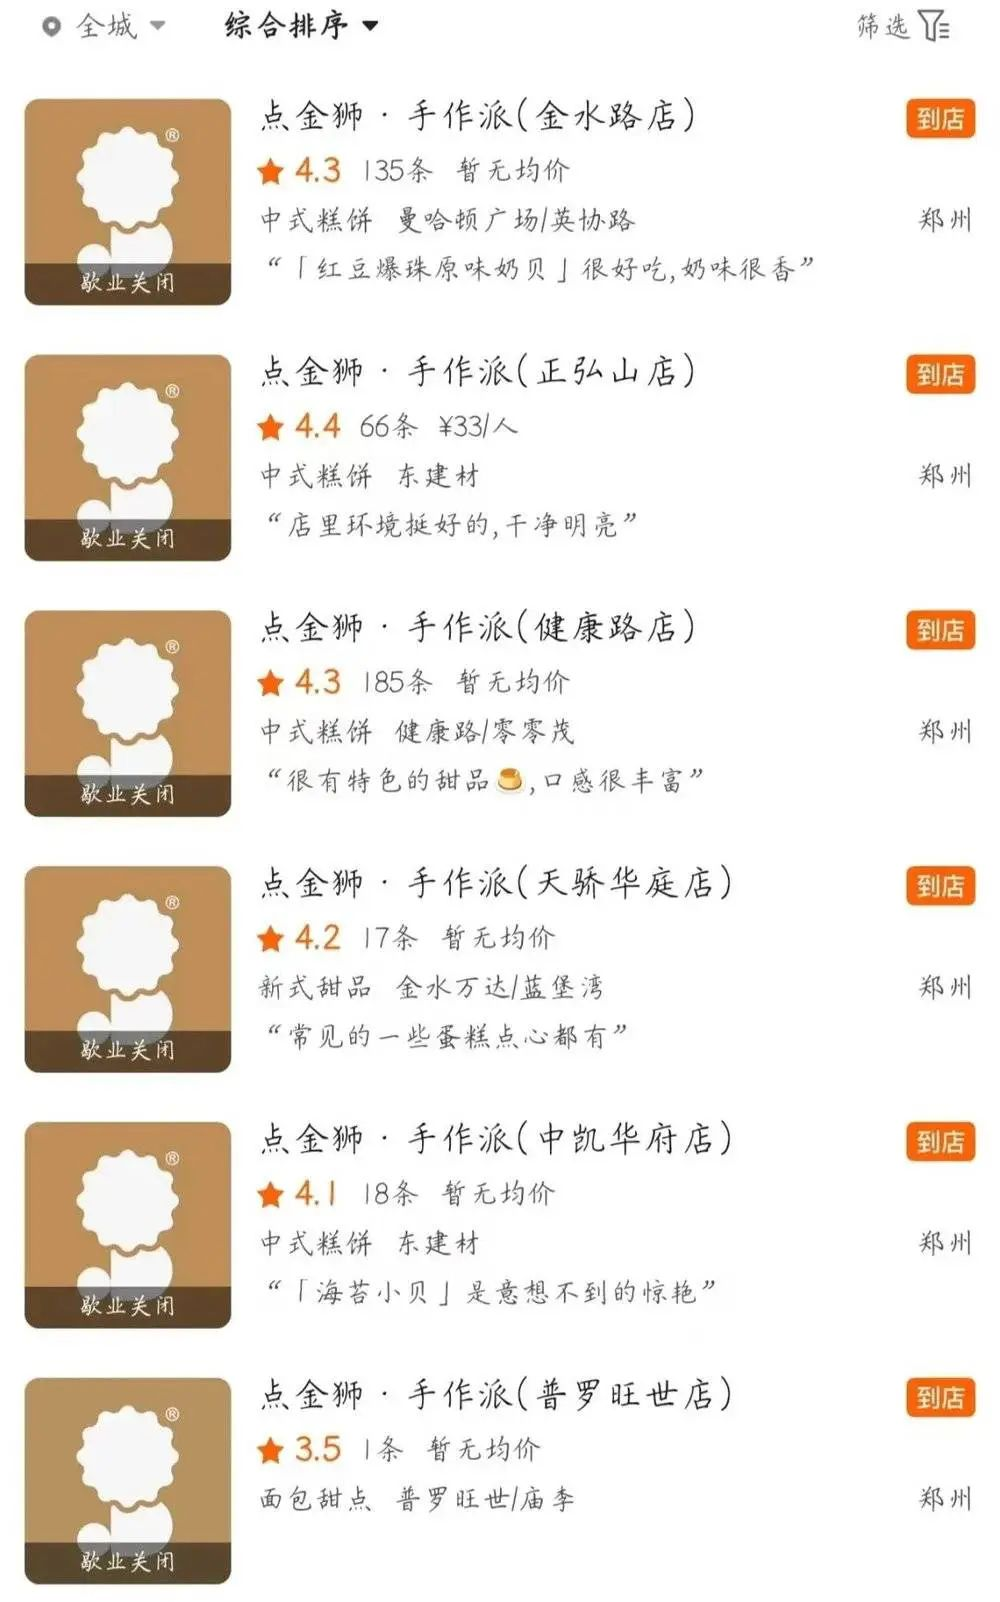 全城 综合排序 筛选
点金狮·手作派(金水路店) 到店
4.3 135条 暂无均价
中式糕饼 曼哈顿广场/英协路 郑州
“「红豆爆珠原味奶贝」很好吃,奶味很香”
®
歇业关闭
点金狮·手作派(正弘山店) 到店
4.4 66条 ¥33/人
中式糕饼 东建材 郑州
“店里环境挺好的,干净明亮”
®
歇业关闭
点金狮·手作派(健康路店) 到店
4.3 185条 暂无均价
中式糕饼 健康路/零零茂 郑州
“很有特色的甜品🍮,口感很丰富”
®
歇业关闭
点金狮·手作派(天骄华庭店) 到店
4.2 17条 暂无均价
新式甜品 金水万达/蓝堡湾 郑州
“常见的一些蛋糕点心都有”
®
歇业关闭
点金狮·手作派(中凯华府店) 到店
4.1 18条 暂无均价
中式糕饼 东建材 郑州
“「海苔小贝」是意想不到的惊艳”
®
歇业关闭
点金狮·手作派(普罗旺世店) 到店
3.5 1条 暂无均价
面包甜点 普罗旺世/庙李 郑州
®
歇业关闭